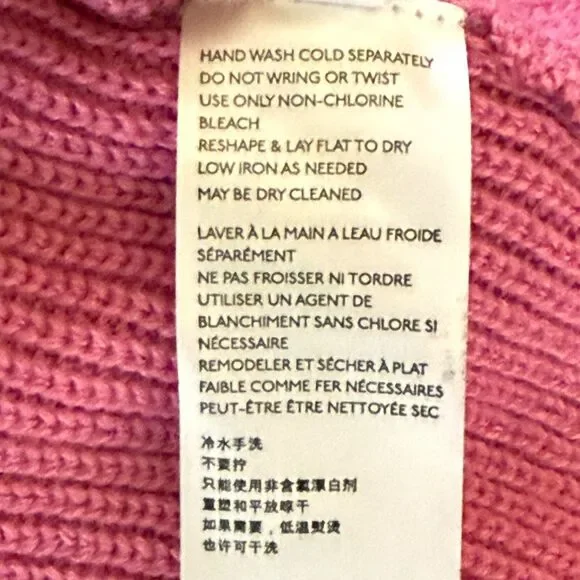 HAND WASH COLD SEPARATELY
DO NOT WRING OR TWIST
USE ONLY NON-CHLORINE
BLEACH
RESHAPE & LAY FLAT TO DRY
LOW IRON AS NEEDED
MAY BE DRY CLEANED
LAVER À LA MAIN A LEAU FROIDE
SÉPARÉMENT
NE PAS FROISSER NI TORDRE
UTILISER UN AGENT DE
BLANCHIMENT SANS CHLORE SI
NÉCESSAIRE
REMODELER ET SÉCHER À PLAT
FAIBLE COMME FER NÉCESSAIRES
PEUT-ÊTRE ÊTRE NETTOYÉE SEC
冷水手洗
不要拧
只能使用非含氯漂白剂
重塑和平放晾干
如果需要，低温熨烫
也许可干洗